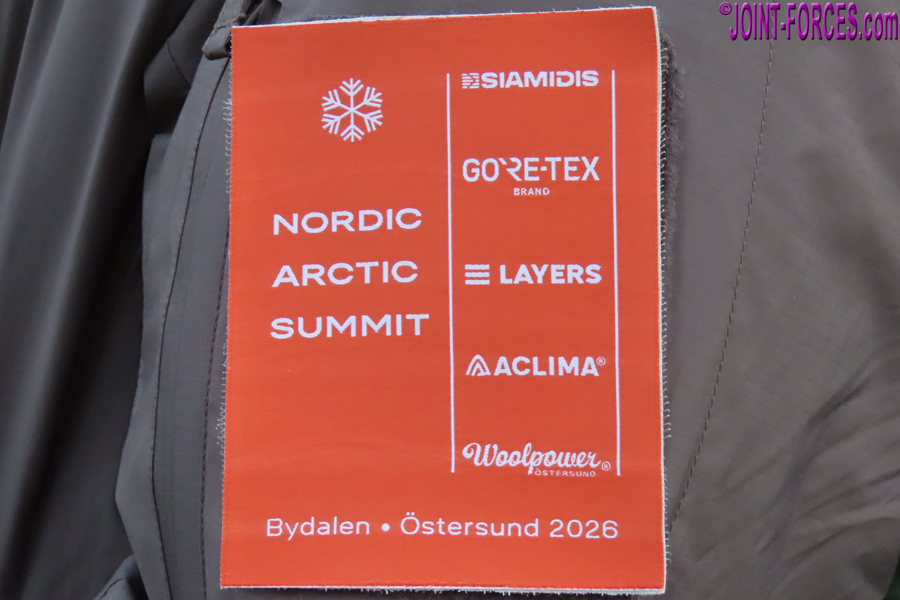 ©JOINT-FORCES.com
NORDIC
ARCTIC
SUMMIT
SIAMIDIS
GORE-TEX
BRAND
LAYERS
ACLIMA®
Woolpower®
ÖSTERSUND
Bydalen • Östersund 2026